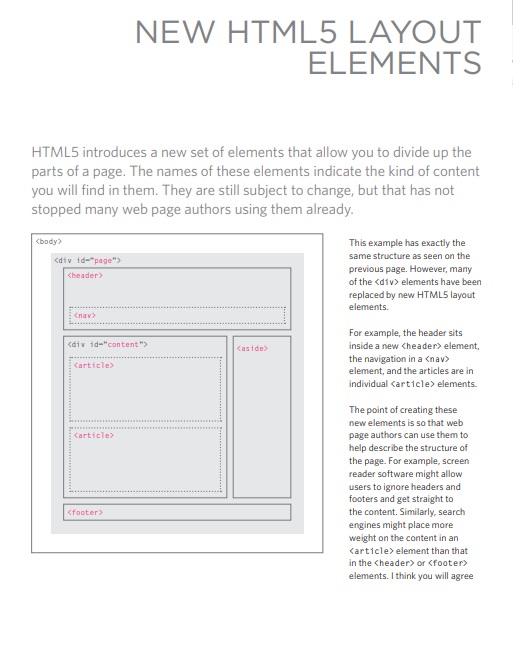 NEW HTML5 LAYOUT
ELEMENTS
HTML5 introduces a new set of elements that allow you to divide up the
parts of a page. The names of these elements indicate the kind of content
you will find in them. They are still subject to change, but that has not
stopped many web page authors using them already.
<body>
<div id="page">
<header>
<nav>
<div id="content">
<article>
<article>
<aside>
<footer>
This example has exactly the
same structure as seen on the
previous page. However, many
of the <div> elements have been
replaced by new HTML5 layout
elements.
For example, the header sits
inside a new <header> element,
the navigation in a <nav>
element, and the articles are in
individual <article> elements.
The point of creating these
new elements is so that web
page authors can use them to
help describe the structure of
the page. For example, screen
reader software might allow
users to ignore headers and
footers and get straight to
the content. Similarly, search
engines might place more
weight on the content in an
<article> element than that
in the <header> or <footer>
elements. I think you will agree